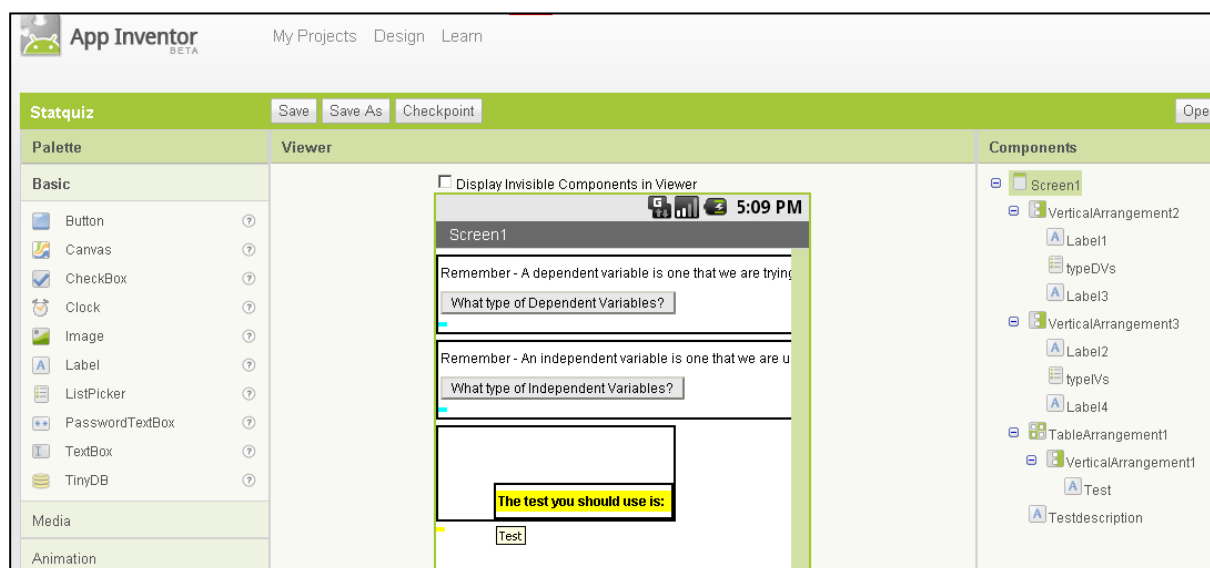 App Inventor
BETA
My Projects Design Learn
Statquiz
Save Save As Checkpoint
Ope
Palette
Viewer
Components
Basic
Button
Canvas
CheckBox
Clock
Image
Label
ListPicker
PasswordTextBox
TextBox
TinyDB
Media
Animation
Display Invisible Components in Viewer
5:09 PM
Screen1
Remember - A dependent variable is one that we are trying
What type of Dependent Variables?
Remember - An independent variable is one that we are u
What type of Independent Variables?
The test you should use is:
Test
Screen1
VerticalArrangement2
Label1
typeDVs
Label3
VerticalArrangement3
Label2
typeIVs
Label4
TableArrangement1
VerticalArrangement1
Test
Testdescription